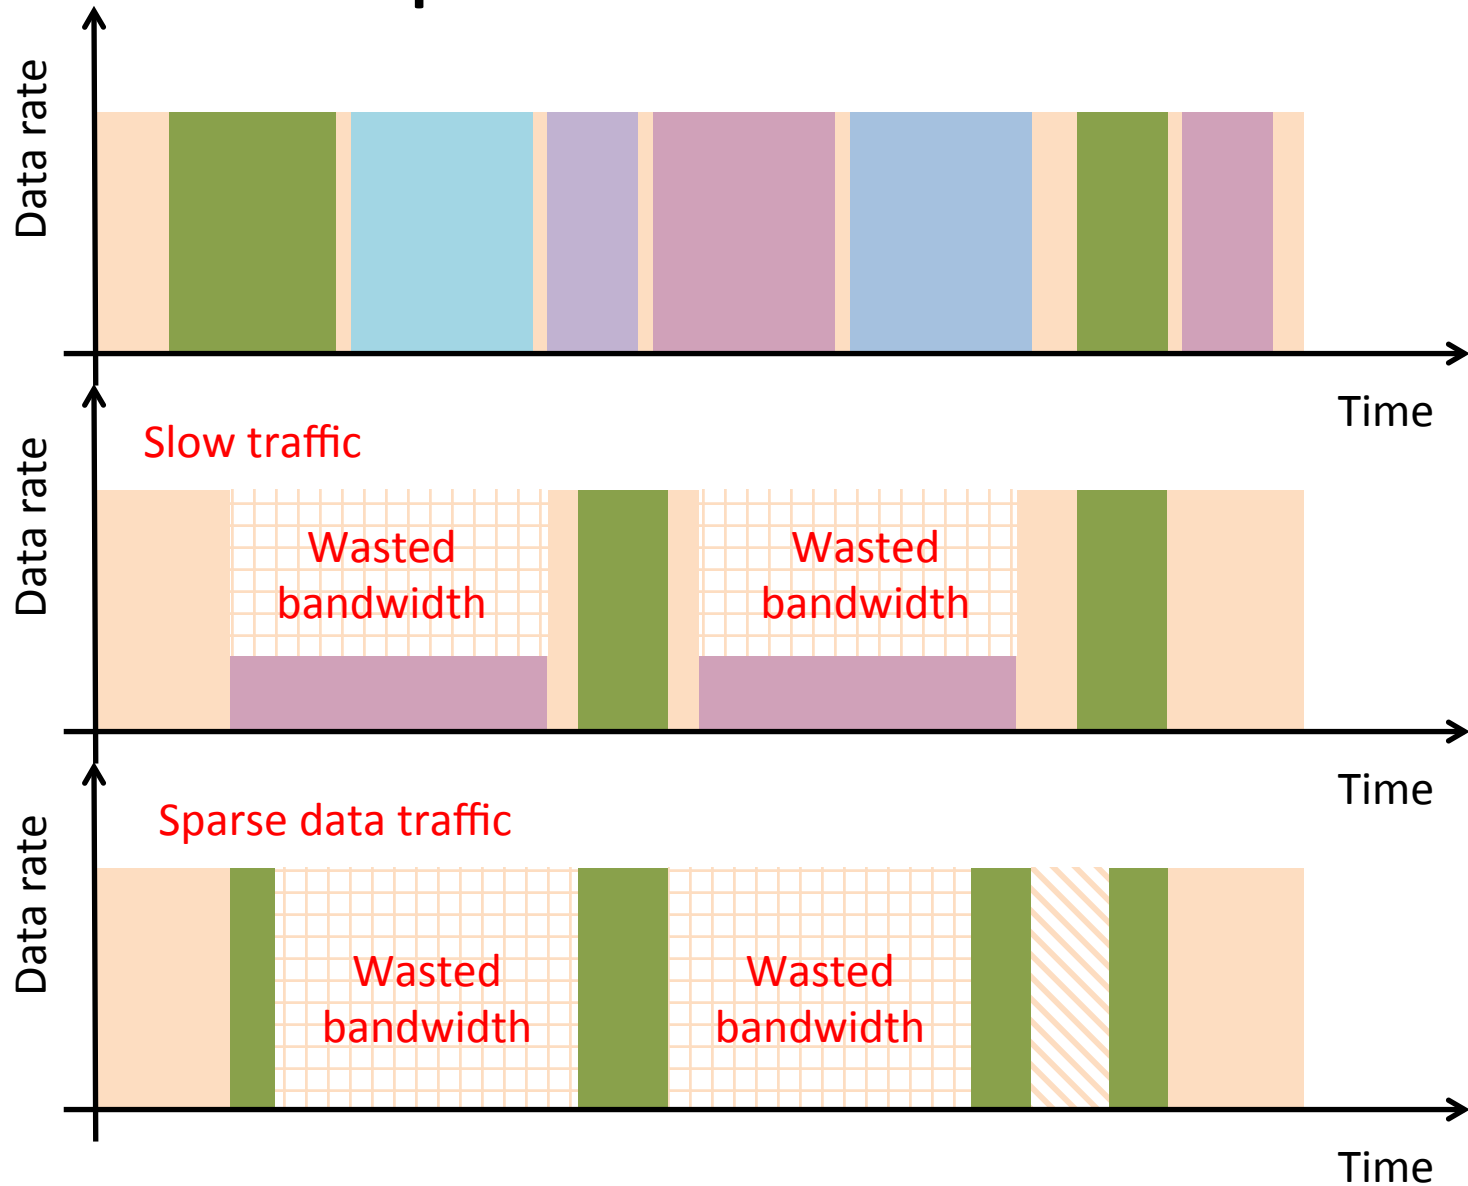 Data rate
Time
Slow traffic
Data rate
Wasted
bandwidth
Wasted
bandwidth
Time
Sparse data traffic
Data rate
Wasted
bandwidth
Wasted
bandwidth
Time